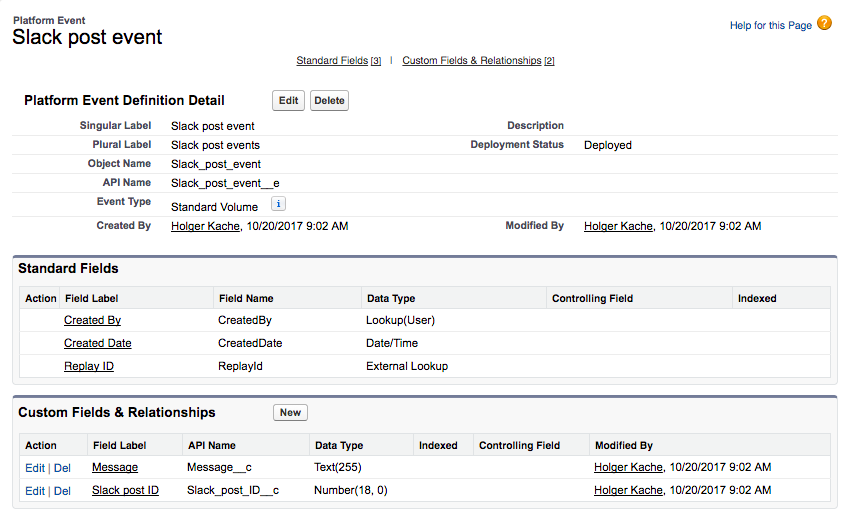 Platform Event
Slack post event
Help for this Page ?
Standard Fields [3] | Custom Fields & Relationships [2]
Platform Event Definition Detail Edit Delete
Singular Label Slack post event Description
Plural Label Slack post events Deployment Status Deployed
Object Name Slack_post_event
API Name Slack_post_event__e
Event Type Standard Volume i
Created By Holger Kache, 10/20/2017 9:02 AM Modified By Holger Kache, 10/20/2017 9:02 AM
Standard Fields
Action Field Label Field Name Data Type Controlling Field Indexed
Created By CreatedBy Lookup(User)
Created Date CreatedDate Date/Time
Replay ID ReplayId External Lookup
Custom Fields & Relationships New
Action Field Label API Name Data Type Indexed Controlling Field Modified By
Edit | Del Message Message__c Text(255) Holger Kache, 10/20/2017 9:02 AM
Edit | Del Slack post ID Slack_post_ID__c Number(18, 0) Holger Kache, 10/20/2017 9:02 AM